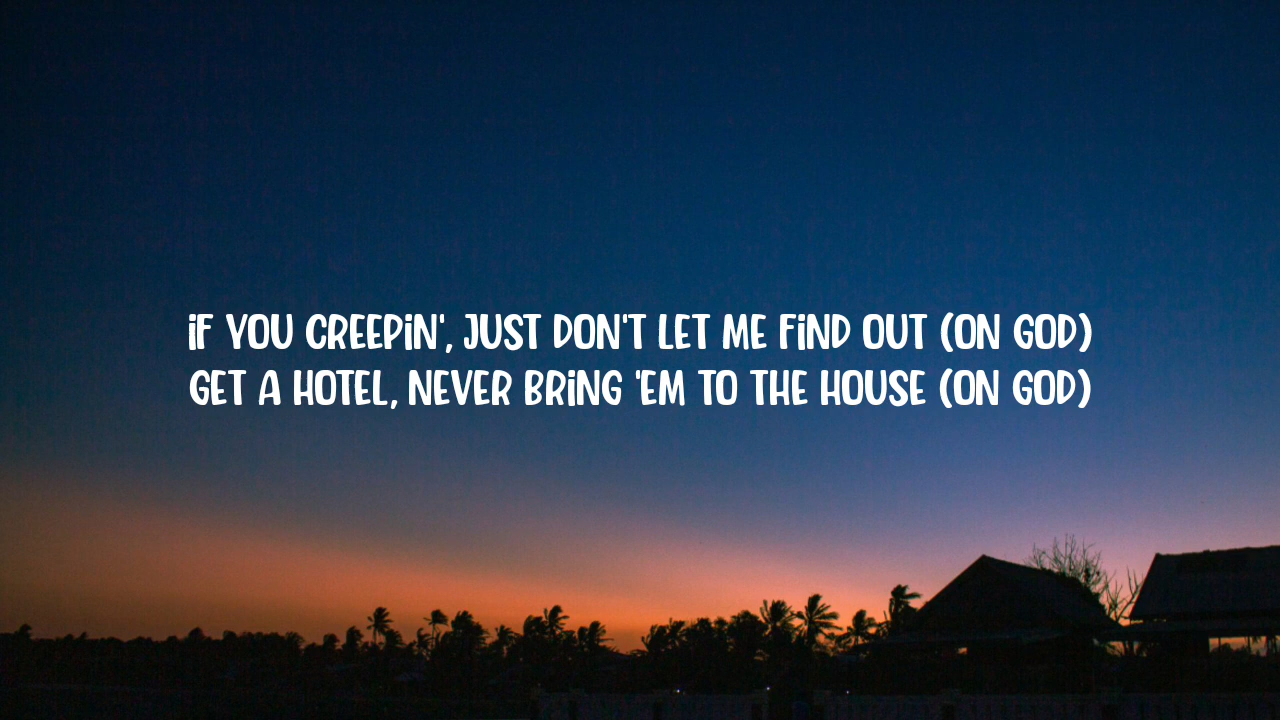 iF YOU CREEPiN', JUST DON'T LET ME FiND OUT (ON GOD)
GET A HOTEL, NEVER BRiNG 'EM TO THE HOUSE (ON GOD)